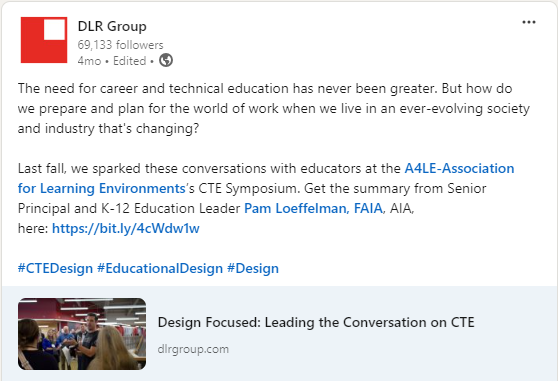 DLR Group
69,133 followers
4mo • Edited •
The need for career and technical education has never been greater. But how do
we prepare and plan for the world of work when we live in an ever-evolving society
and industry that's changing?
Last fall, we sparked these conversations with educators at the A4LE-Association
for Learning Environments's CTE Symposium. Get the summary from Senior
Principal and K-12 Education Leader Pam Loeffelman, FAIA, AIA,
here: https://bit.ly/4cWdw1w
#CTEDesign #EducationalDesign #Design
Design Focused: Leading the Conversation on CTE
dlrgroup.com